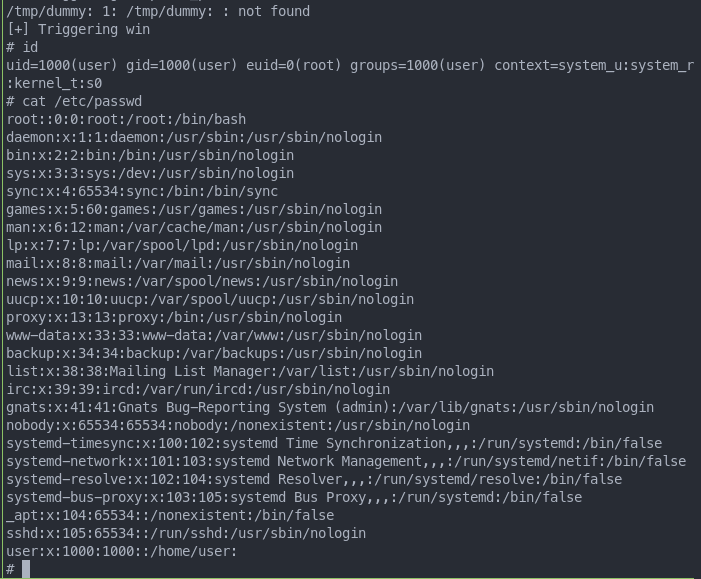 /tmp/dummy: 1: /tmp/dummy: : not found
[+] Triggering win
# id
uid=1000(user) gid=1000(user) euid=0(root) groups=1000(user) context=system_u:system_r
:kernel_t:s0
# cat /etc/passwd
root::0:0:root:/root:/bin/bash
daemon:x:1:1:daemon:/usr/sbin:/usr/sbin/nologin
bin:x:2:2:bin:/bin:/usr/sbin/nologin
sys:x:3:3:sys:/dev:/usr/sbin/nologin
sync:x:4:65534:sync:/bin:/bin/sync
games:x:5:60:games:/usr/games:/usr/sbin/nologin
man:x:6:12:man:/var/cache/man:/usr/sbin/nologin
lp:x:7:7:lp:/var/spool/lpd:/usr/sbin/nologin
mail:x:8:8:mail:/var/mail:/usr/sbin/nologin
news:x:9:9:news:/var/spool/news:/usr/sbin/nologin
uucp:x:10:10:uucp:/var/spool/uucp:/usr/sbin/nologin
proxy:x:13:13:proxy:/bin:/usr/sbin/nologin
www-data:x:33:33:www-data:/var/www:/usr/sbin/nologin
backup:x:34:34:backup:/var/backups:/usr/sbin/nologin
list:x:38:38:Mailing List Manager:/var/list:/usr/sbin/nologin
irc:x:39:39:ircd:/var/run/ircd:/usr/sbin/nologin
gnats:x:41:41:Gnats Bug-Reporting System (admin):/var/lib/gnats:/usr/sbin/nologin
nobody:x:65534:65534:nobody:/nonexistent:/usr/sbin/nologin
systemd-timesync:x:100:102:systemd Time Synchronization,,,:/run/systemd:/bin/false
systemd-network:x:101:103:systemd Network Management,,,:/run/systemd/netif:/bin/false
systemd-resolve:x:102:104:systemd Resolver,,,:/run/systemd/resolve:/bin/false
systemd-bus-proxy:x:103:105:systemd Bus Proxy,,,:/run/systemd:/bin/false
_apt:x:104:65534::/nonexistent:/bin/false
sshd:x:105:65534::/run/sshd:/usr/sbin/nologin
user:x:1000:1000::/home/user:
#